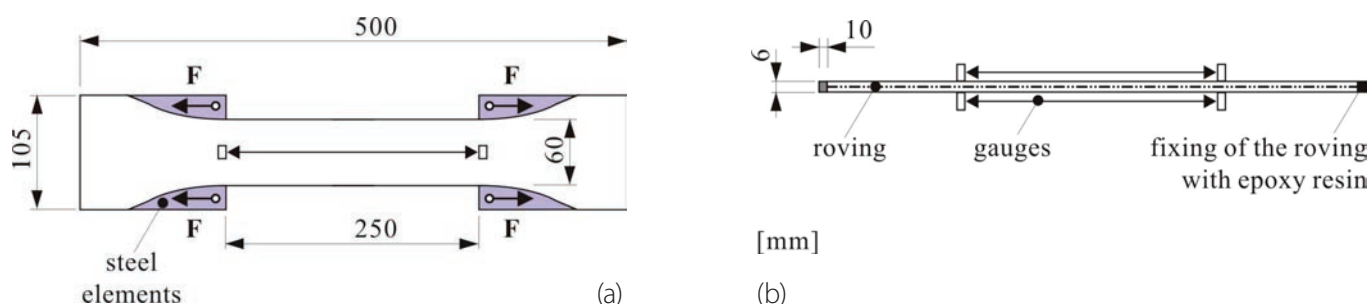 500
F
F
105
60
F
F
250
steel
elements
(a)
10
6
roving
gauges
fixing of the roving
with epoxy resin
[mm]
(b)